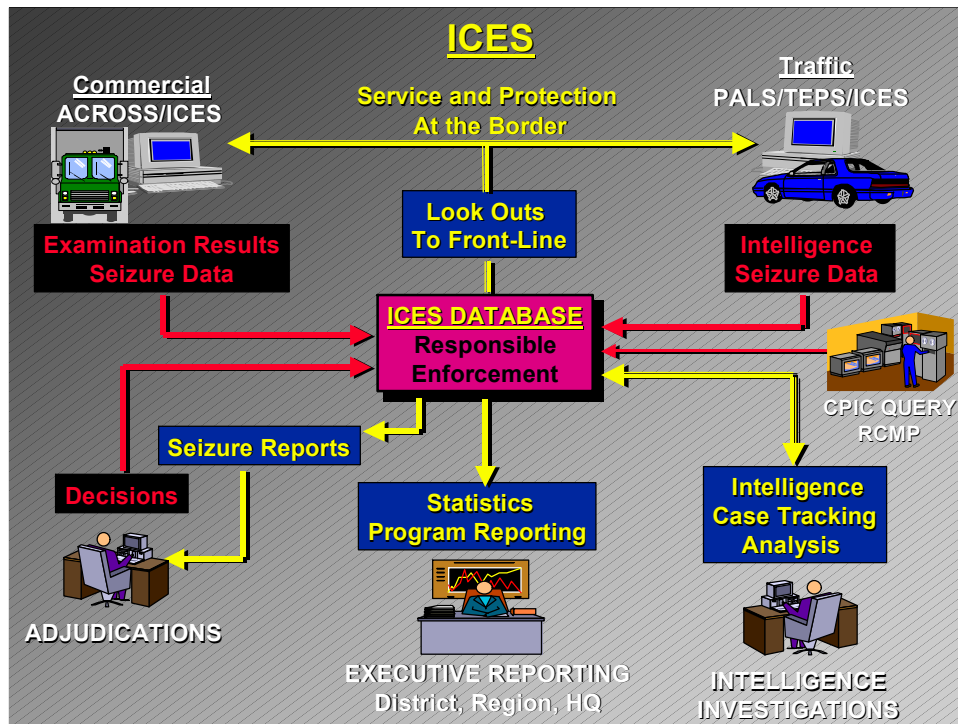 ICES
Commercial
ACROSS/ICES
Service and Protection
At the Border
Traffic
PALS/TEPS/ICES
Look Outs
To Front-Line
Examination Results
Seizure Data
Intelligence
Seizure Data
ICES DATABASE
Responsible
Enforcement
CPIC QUERY
RCMP
Seizure Reports
Decisions
Statistics
Program Reporting
Intelligence
Case Tracking
Analysis
ADJUDICATIONS
EXECUTIVE REPORTING
District, Region, HQ
INTELLIGENCE
INVESTIGATIONS